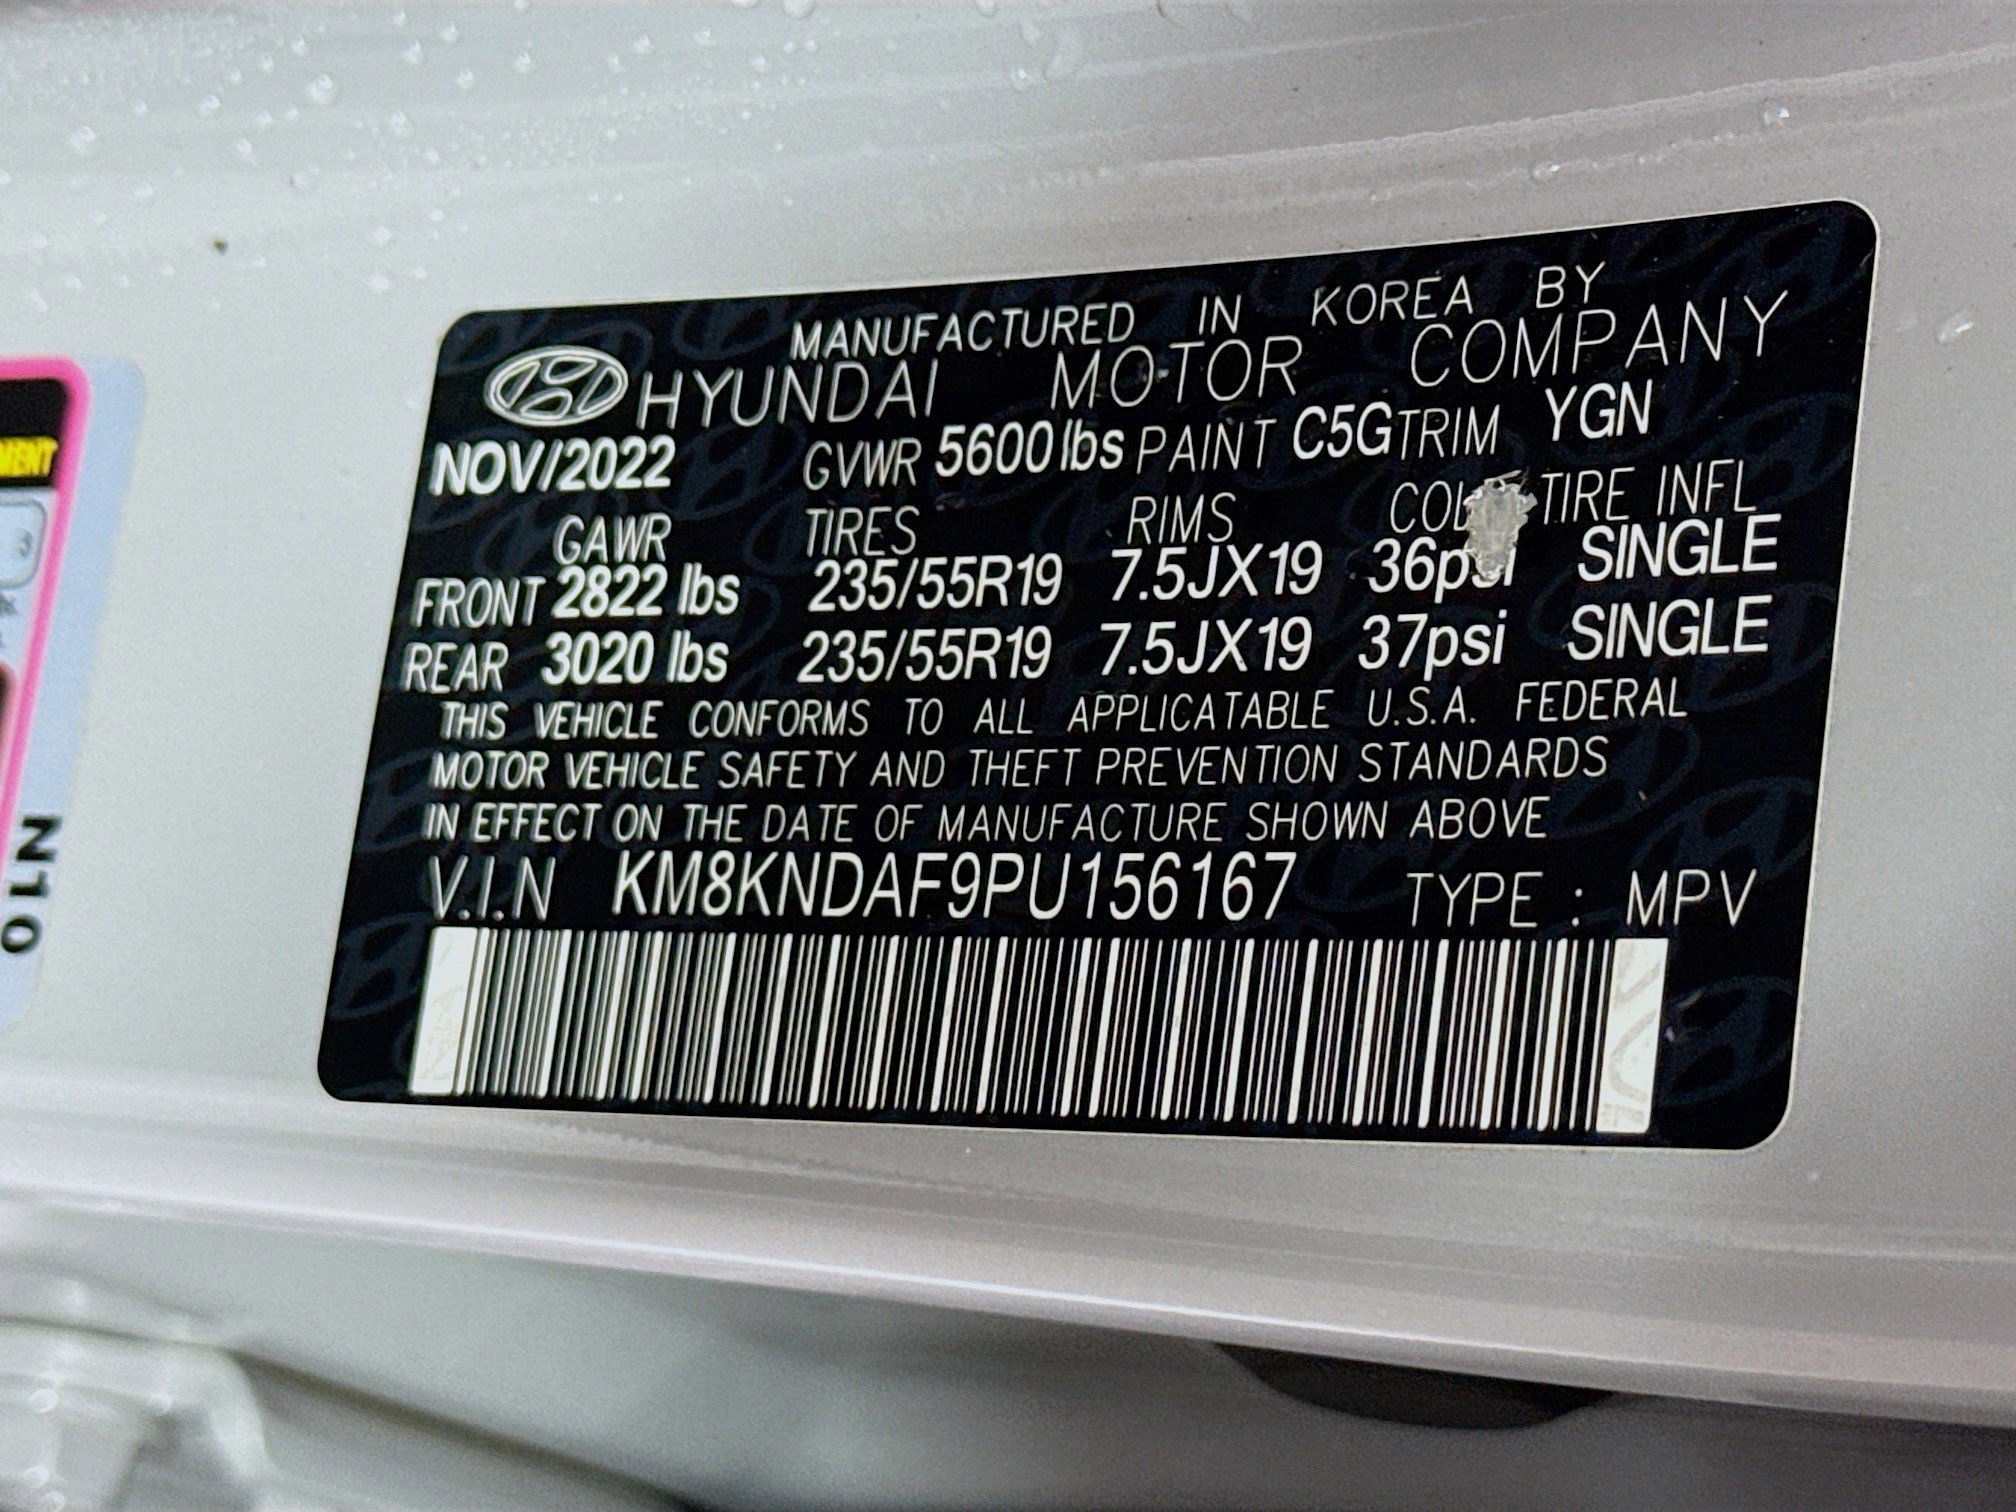 MANUFACTURED IN KOREA BY
HYUNDAI MOTOR COMPANY
NOV/2022 GVWR 5600lbs PAINT C5G TRIM YGN
GAWR TIRES RIMS TIRE INFL
FRONT 2822 lbs 235/55R19 7.5JX19 36psi SINGLE
REAR 3020 lbs 235/55R19 7.5JX19 37psi SINGLE
THIS VEHICLE CONFORMS TO ALL APPLICATABLE U.S.A. FEDERAL
MOTOR VEHICLE SAFETY AND THEFT PREVENTION STANDARDS
IN EFFECT ON THE DATE OF MANUFACTURE SHOWN ABOVE
V.I.N KM8KNDAF9PU156167 TYPE : MPV
N10